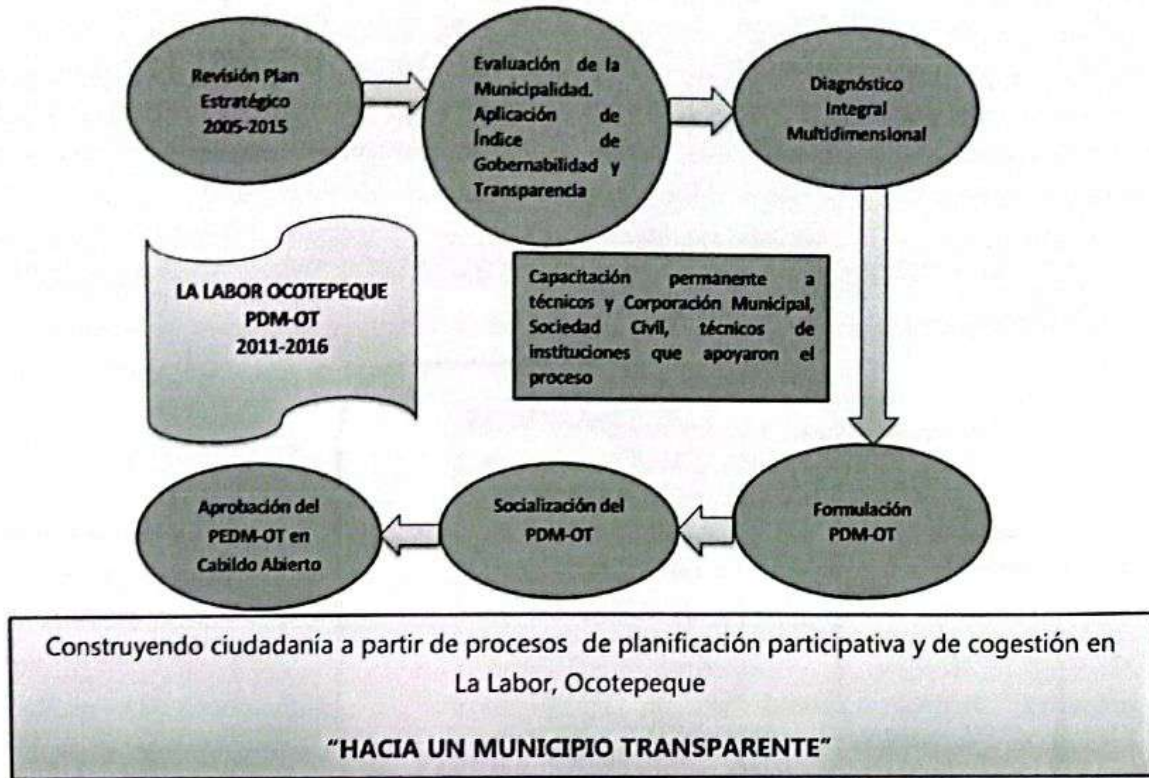 Revisión Plan
Estratégico
2005-2015
Evaluación de la
Municipalidad.
Aplicación de
Índice de
Gobernabilidad y
Transparencia
Diagnóstico
Integral
Multidimensional
LA LABOR OCOTEPEQUE
PDM-OT
2011-2016
Capacitación permanente a
técnicos y Corporación Municipal,
Sociedad Civil, técnicos de
instituciones que apoyaron el
proceso
Formulación
PDM-OT
Socialización del
PDM-OT
Aprobación del
PEDM-OT en
Cabildo Abierto
Construyendo ciudadanía a partir de procesos de planificación participativa y de cogestión en
La Labor, Ocotepeque
“HACIA UN MUNICIPIO TRANSPARENTE”